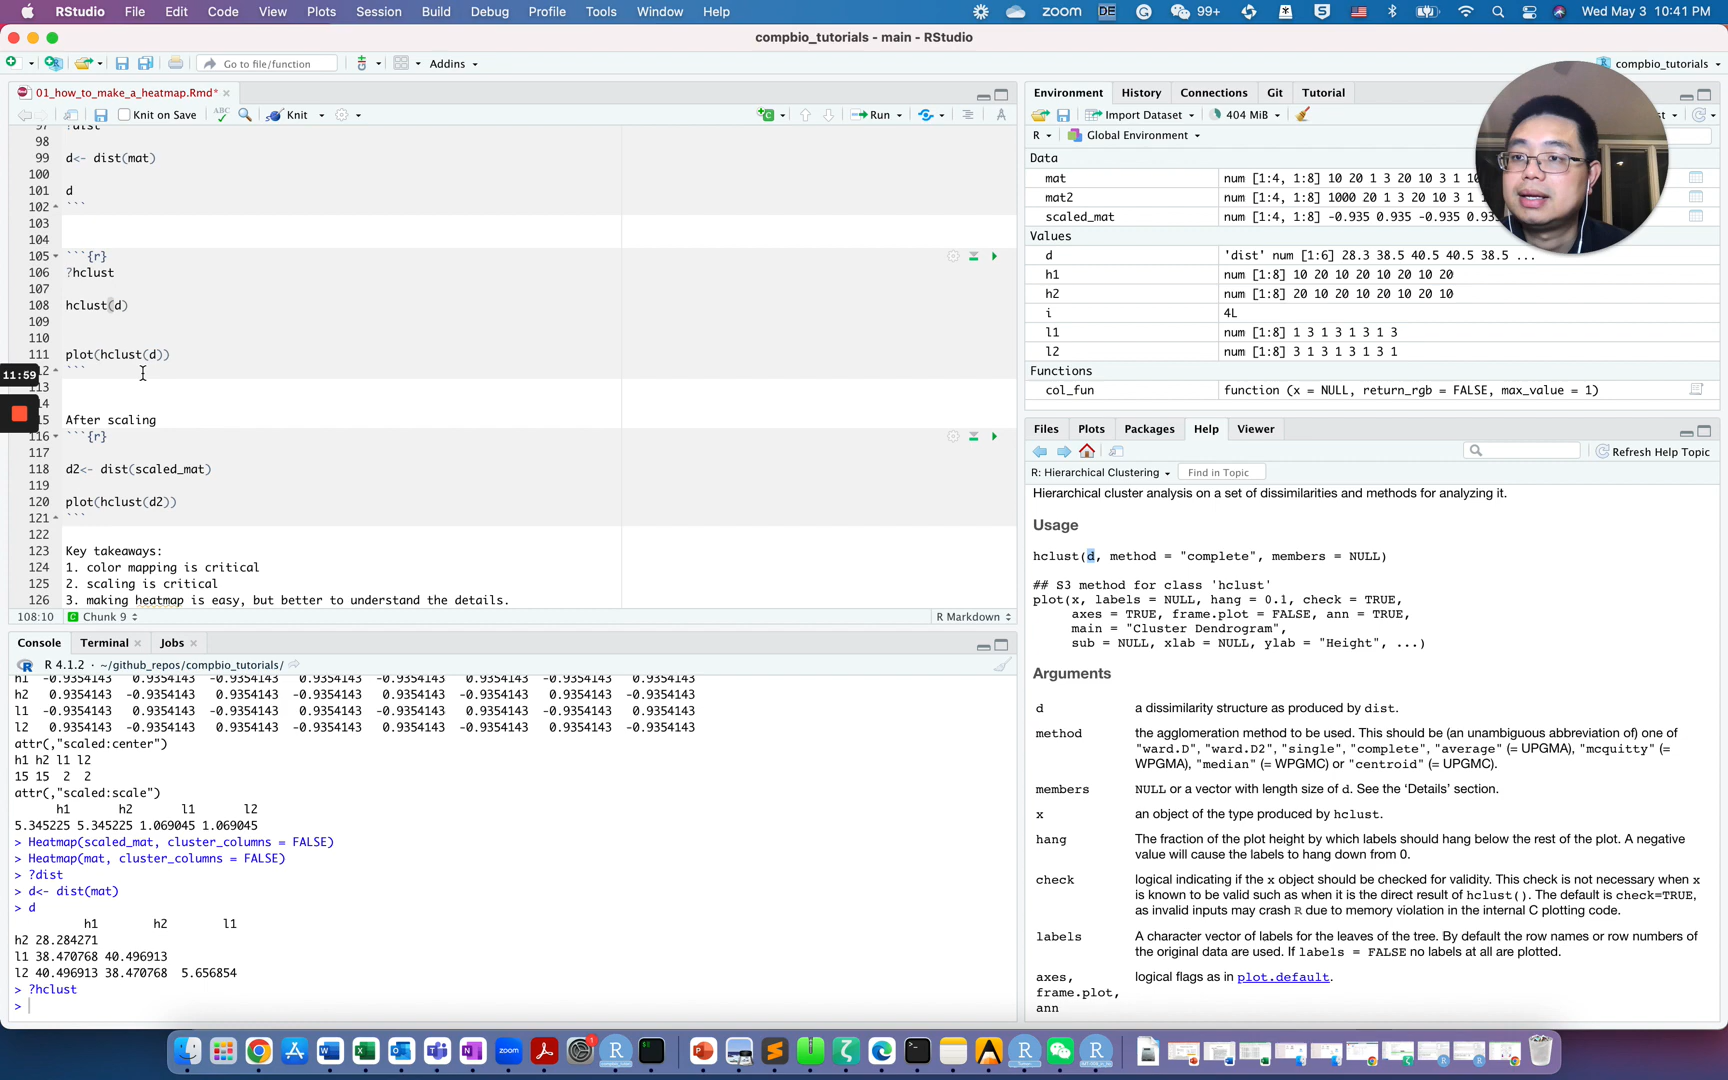 RStudio File Edit Code View Plots Session Build Debug Profile Tools Window Help
zoom DE 99+ Wed May 3 10:41 PM
compbio_tutorials - main - RStudio
Go to file/function Addins compbio_tutorials
01_how_to_make_a_heatmap.Rmd*
Knit on Save ABC Knit Run
97 ?dist
98
99 d<- dist(mat)
100
101 d
102 ```
103
104
105 ```{r}
106 ?hclust
107
108 hclust(d)
109
110
111 plot(hclust(d))
11:59
12 ```
113
14
15 After scaling
116 ```{r}
117
118 d2<- dist(scaled_mat)
119
120 plot(hclust(d2))
121 ```
122
123 Key takeaways:
124 1. color mapping is critical
125 2. scaling is critical
126 3. making heatmap is easy, but better to understand the details.
108:10 Chunk 9 R Markdown
Console Terminal Jobs
R 4.1.2 · ~/github_repos/compbio_tutorials/
h1 -0.9354143 0.9354143 -0.9354143 0.9354143 -0.9354143 0.9354143 -0.9354143 0.9354143
h2 0.9354143 -0.9354143 0.9354143 -0.9354143 0.9354143 -0.9354143 0.9354143 -0.9354143
l1 -0.9354143 0.9354143 -0.9354143 0.9354143 -0.9354143 0.9354143 -0.9354143 0.9354143
l2 0.9354143 -0.9354143 0.9354143 -0.9354143 0.9354143 -0.9354143 0.9354143 -0.9354143
attr(,"scaled:center")
h1 h2 l1 l2
15 15 2 2
attr(,"scaled:scale")
h1 h2 l1 l2
5.345225 5.345225 1.069045 1.069045
> Heatmap(scaled_mat, cluster_columns = FALSE)
> Heatmap(mat, cluster_columns = FALSE)
> ?dist
> d<- dist(mat)
> d
h1 h2 l1
h2 28.284271
l1 38.470768 40.496913
l2 40.496913 38.470768 5.656854
> ?hclust
>
Environment History Connections Git Tutorial
Import Dataset 404 MiB
R Global Environment
Data
mat num [1:4, 1:8] 10 20 1 3 20 10 3 1 10
mat2 num [1:4, 1:8] 1000 20 1 3 20 10 3 1
scaled_mat num [1:4, 1:8] -0.935 0.935 -0.935 0.93
Values
d 'dist' num [1:6] 28.3 38.5 40.5 40.5 38.5 ...
h1 num [1:8] 10 20 10 20 10 20 10 20
h2 num [1:8] 20 10 20 10 20 10 20 10
i 4L
l1 num [1:8] 1 3 1 3 1 3 1 3
l2 num [1:8] 3 1 3 1 3 1 3 1
Functions
col_fun function (x = NULL, return_rgb = FALSE, max_value = 1)
Files Plots Packages Help Viewer
Refresh Help Topic
R: Hierarchical Clustering Find in Topic
Hierarchical cluster analysis on a set of dissimilarities and methods for analyzing it.
Usage
hclust(d, method = "complete", members = NULL)
## S3 method for class 'hclust'
plot(x, labels = NULL, hang = 0.1, check = TRUE,
axes = TRUE, frame.plot = FALSE, ann = TRUE,
main = "Cluster Dendrogram",
sub = NULL, xlab = NULL, ylab = "Height", ...)
Arguments
d a dissimilarity structure as produced by dist.
method the agglomeration method to be used. This should be (an unambiguous abbreviation of) one of
"ward.D", "ward.D2", "single", "complete", "average" (= UPGMA), "mcquitty" (=
WPGMA), "median" (= WPGMC) or "centroid" (= UPGMC).
members NULL or a vector with length size of d. See the ‘Details’ section.
x an object of the type produced by hclust.
hang The fraction of the plot height by which labels should hang below the rest of the plot. A negative
value will cause the labels to hang down from 0.
check logical indicating if the x object should be checked for validity. This check is not necessary when x
is known to be valid such as when it is the direct result of hclust(). The default is check=TRUE,
as invalid inputs may crash R due to memory violation in the internal C plotting code.
labels A character vector of labels for the leaves of the tree. By default the row names or row numbers of
the original data are used. If labels = FALSE no labels at all are plotted.
axes, logical flags as in plot.default.
frame.plot,
ann
zoom